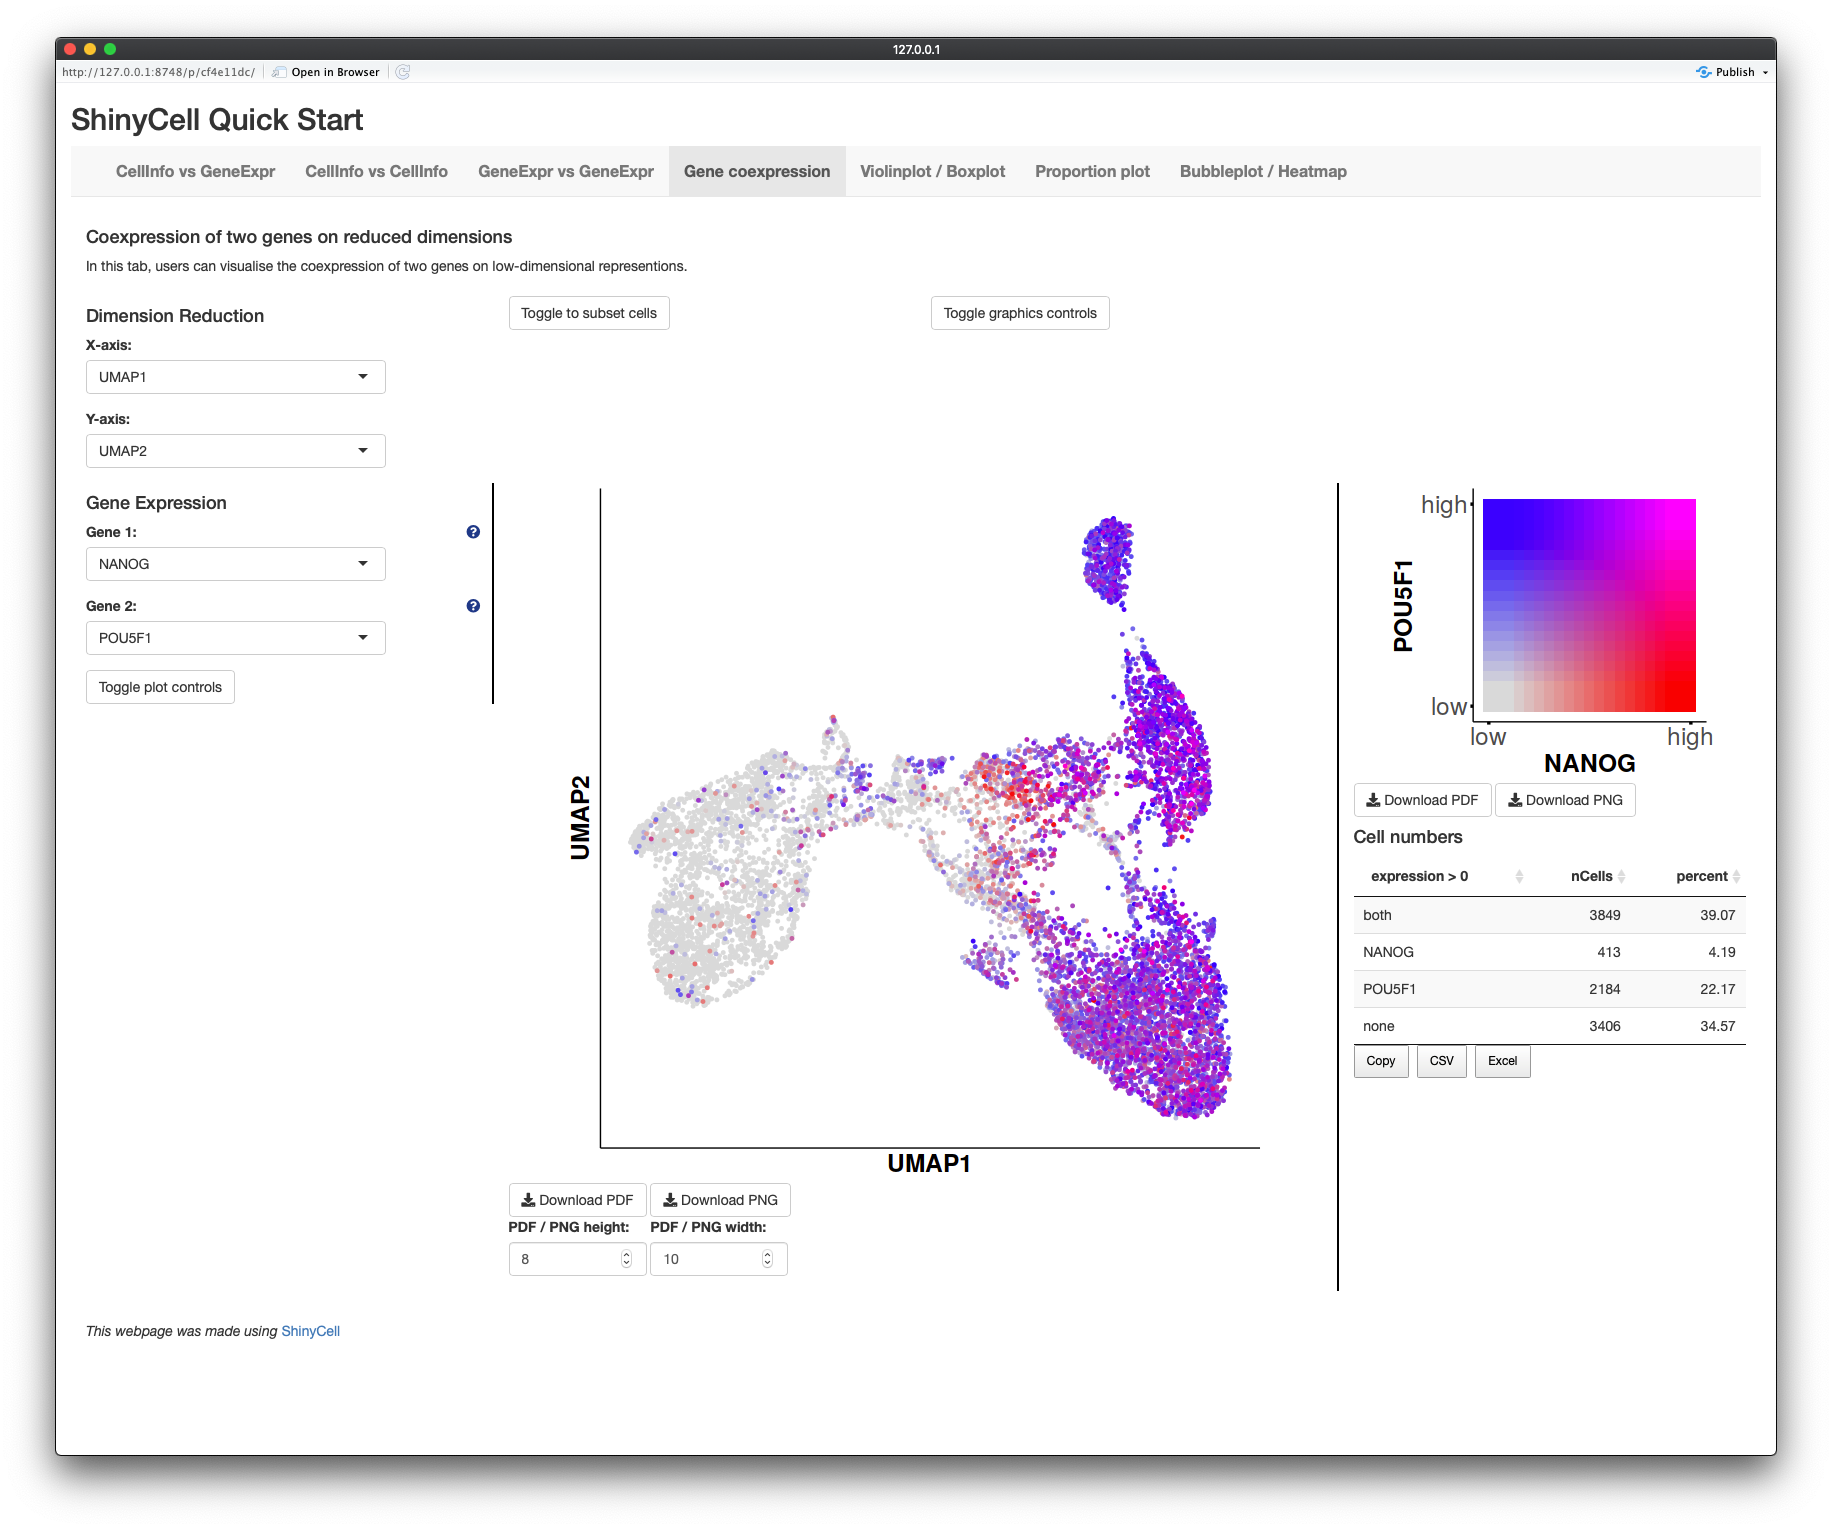 127.0.0.1
http://127.0.0.1:8748/p/cf4e11dc/ Open in Browser Publish
ShinyCell Quick Start
CellInfo vs GeneExpr CellInfo vs CellInfo GeneExpr vs GeneExpr Gene coexpression Violinplot / Boxplot Proportion plot Bubbleplot / Heatmap
Coexpression of two genes on reduced dimensions
In this tab, users can visualise the coexpression of two genes on low-dimensional represention​s.
Dimension Reduction
Toggle to subset cells
Toggle graphics controls
X-axis:
UMAP1
Y-axis:
UMAP2
Gene Expression
Gene 1:
NANOG
Gene 2:
POU5F1
Toggle plot controls
UMAP2
UMAP1
Download PDF Download PNG
PDF / PNG height: PDF / PNG width:
8 10
high
POU5F1
low
low high
NANOG
Download PDF Download PNG
Cell numbers
expression > 0 nCells percent
both 3849 39.07
NANOG 413 4.19
POU5F1 2184 22.17
none 3406 34.57
Copy CSV Excel
This webpage was made using ShinyCell